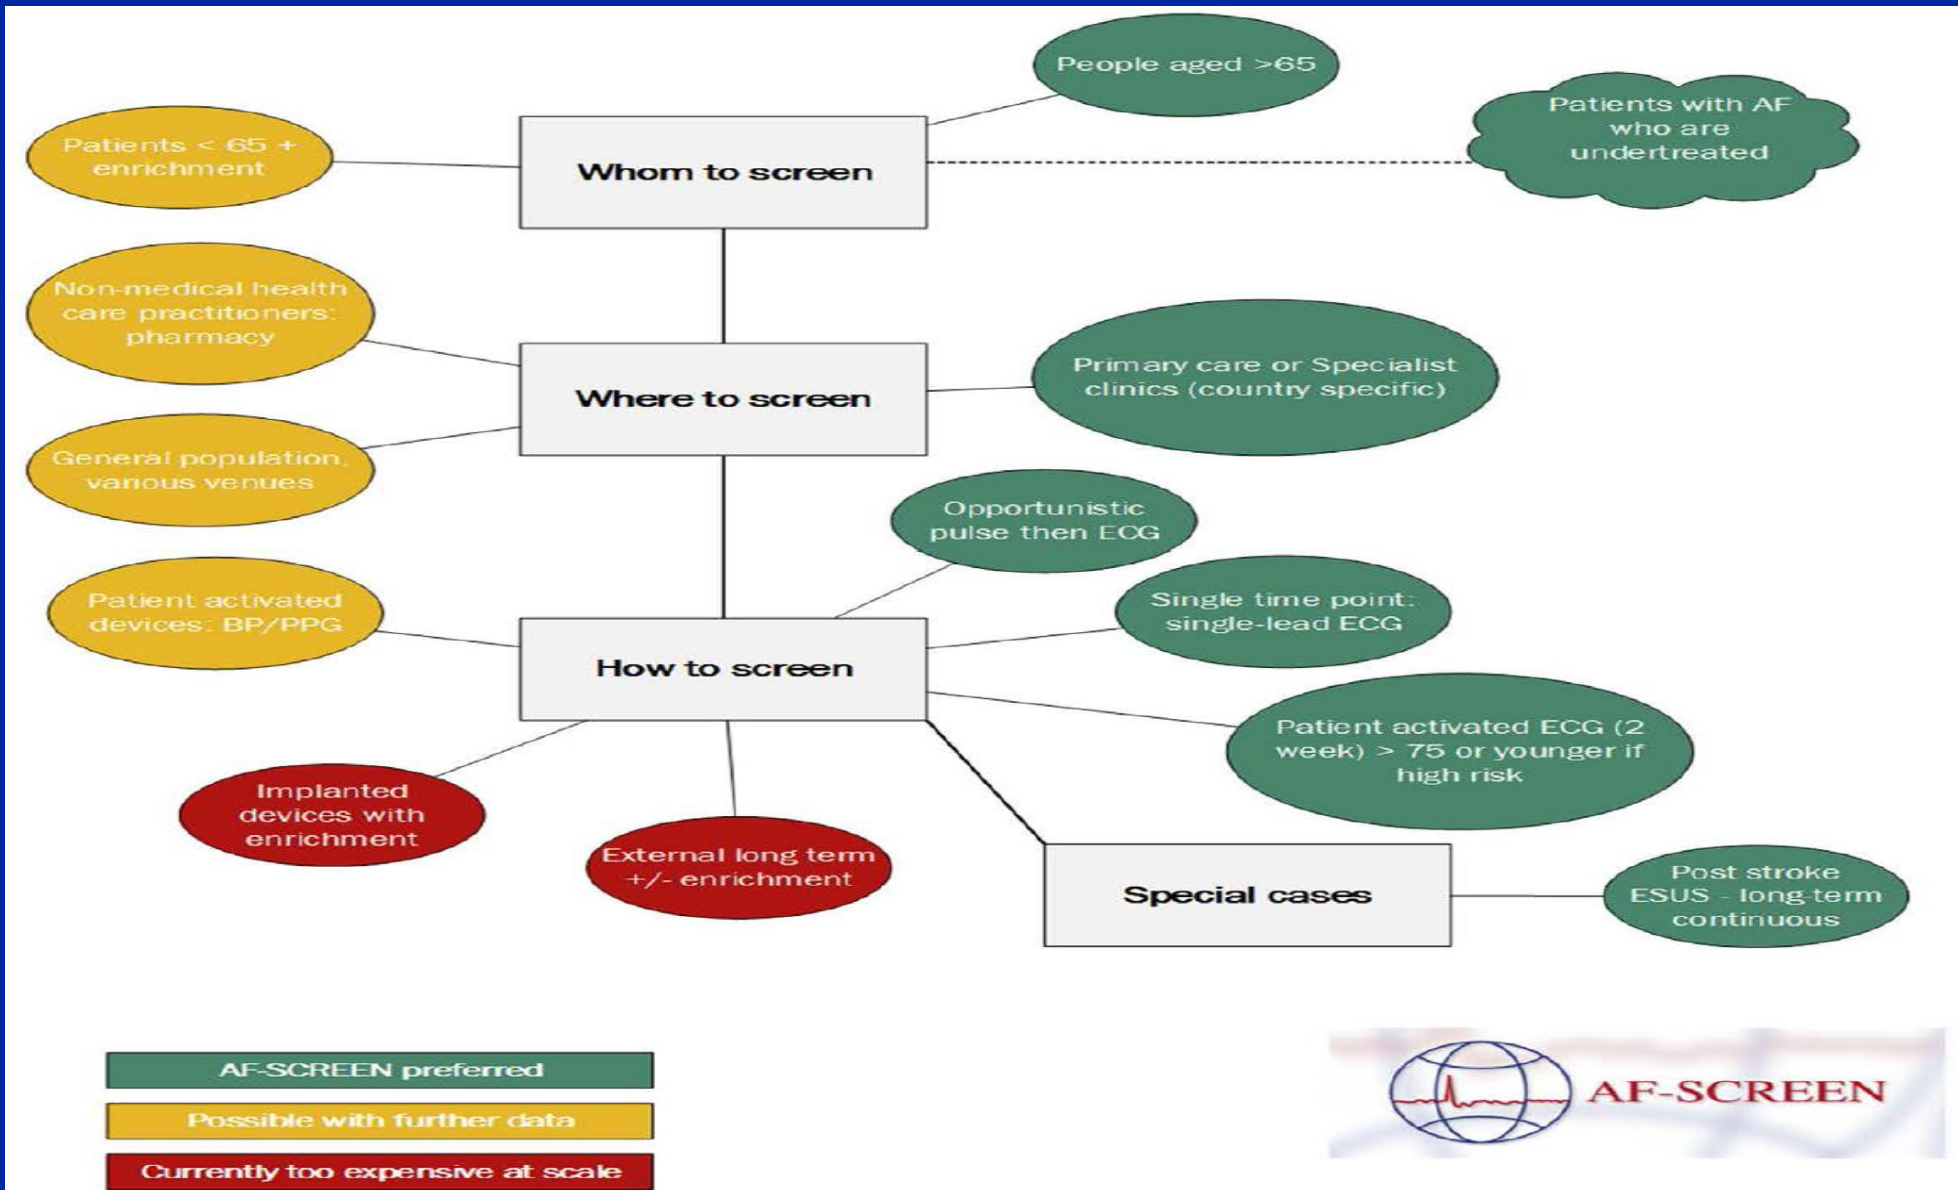 People aged >65
Patients with AF
who are
undertreated
Patients < 65 +
enrichment
Whom to screen
Non-medical health
care practitioners:
pharmacy
Where to screen
Primary care or Specialist
clinics (country specific)
General population,
various venues
Opportunistic
pulse then ECG
Patient activated
devices: BP/PPG
Single time point:
single-lead ECG
How to screen
Patient activated ECG (2
week) > 75 or younger if
high risk
Implanted
devices with
enrichment
External long term
+/- enrichment
Special cases
Post stroke
ESUS - long-term
continuous
AF-SCREEN preferred
Possible with further data
Currently too expensive at scale
AF-SCREEN